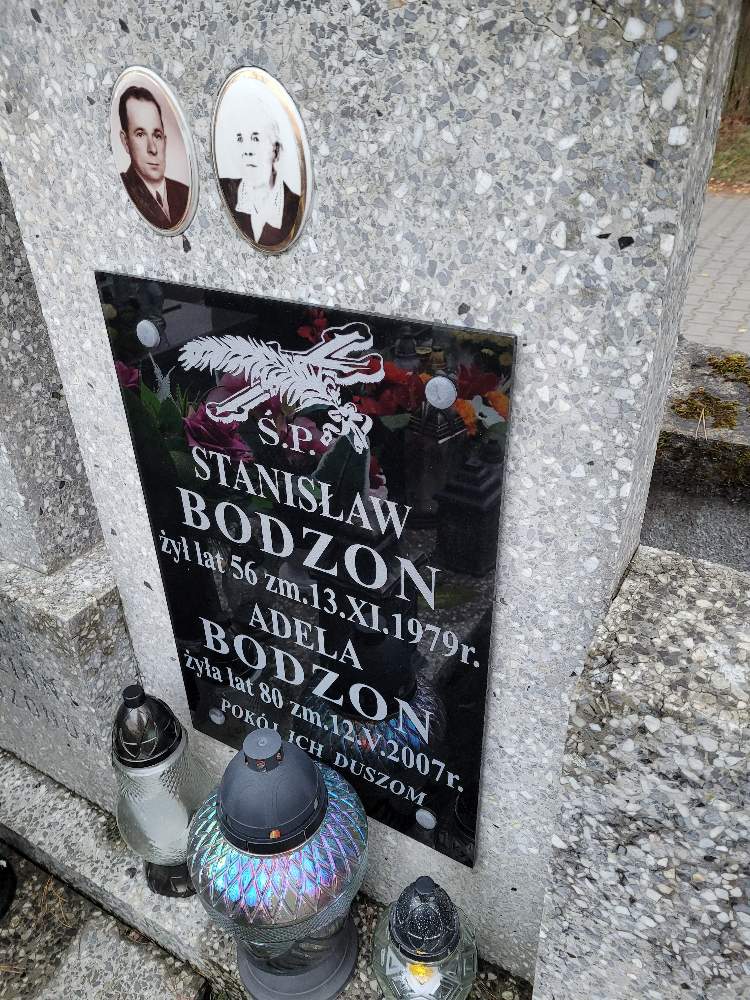 Ś.P.
STANISŁAW
BODZON
żył lat 56 zm.13.XI.1979r.
ADELA
BODZON
żyła lat 80 zm.12.V.2007r.
POKÓJ ICH DUSZOM